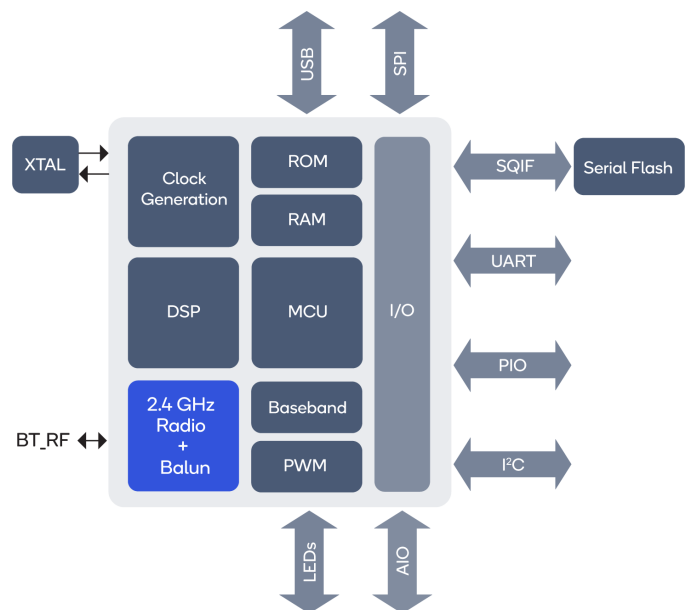 USB
SPI
XTAL
Clock
Generation
ROM
RAM
SQIF
Serial Flash
UART
DSP
MCU
I/O
PIO
2.4 GHz
Radio
+
Balun
Baseband
BT_RF
PWM
I²C
LEDs
AIO